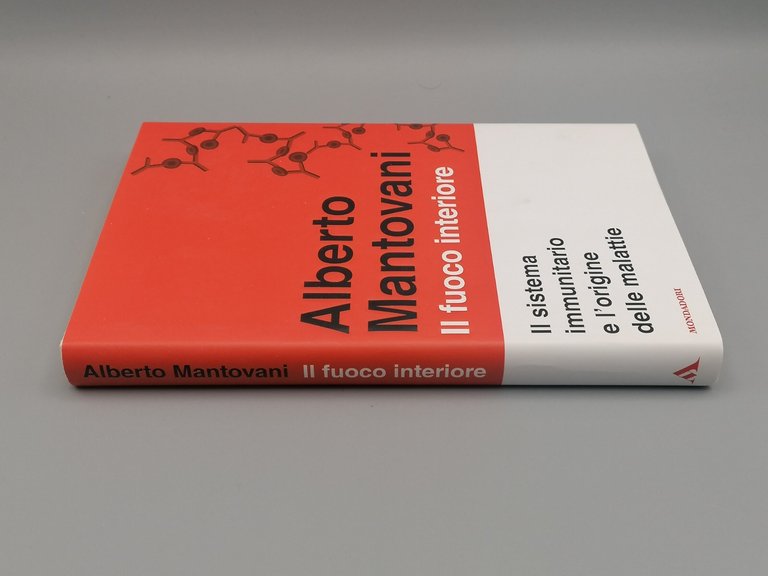 Alberto
Mantovani
Il fuoco interiore
Il sistema
immunitario
e l'origine
delle malattie
MONDADORI
Alberto Mantovani Il fuoco interiore